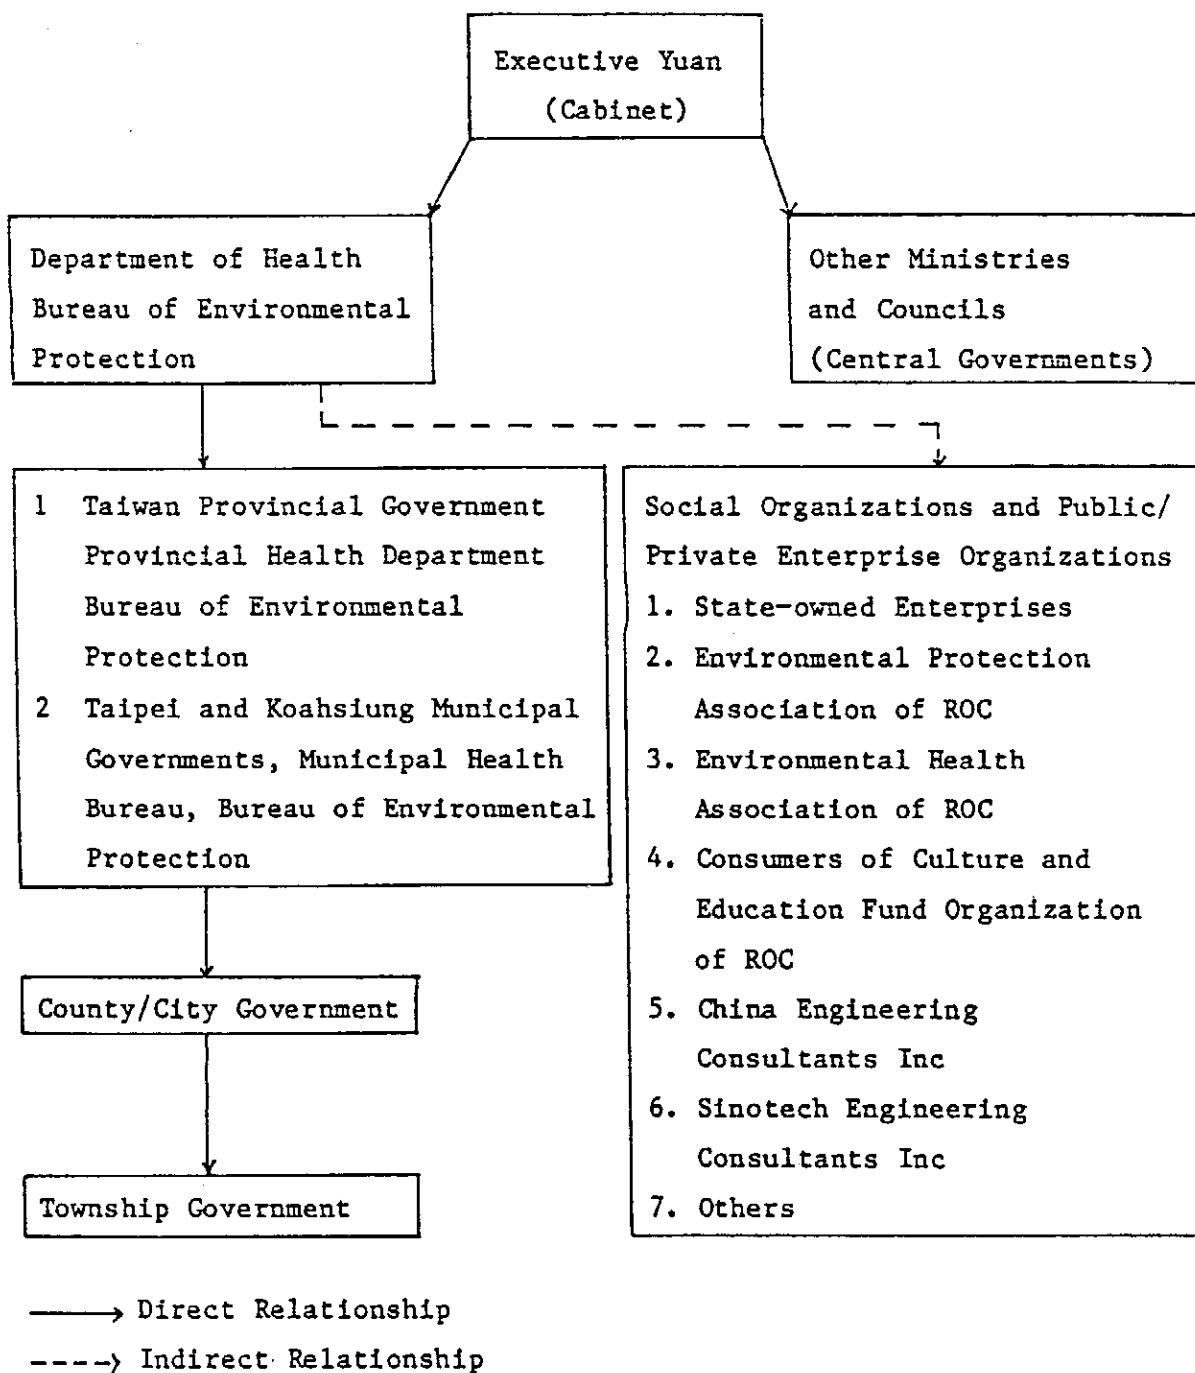 Executive Yuan
(Cabinet)
Department of Health
Bureau of Environmental
Protection
Other Ministries
and Councils
(Central Governments)
1 Taiwan Provincial Government
Provincial Health Department
Bureau of Environmental
Protection
2 Taipei and Koahsiung Municipal
Governments, Municipal Health
Bureau, Bureau of Environmental
Protection
County/City Government
Township Government
Social Organizations and Public/
Private Enterprise Organizations
1. State-owned Enterprises
2. Environmental Protection
Association of ROC
3. Environmental Health
Association of ROC
4. Consumers of Culture and
Education Fund Organization
of ROC
5. China Engineering
Consultants Inc
6. Sinotech Engineering
Consultants Inc
7. Others
Direct Relationship
Indirect Relationship